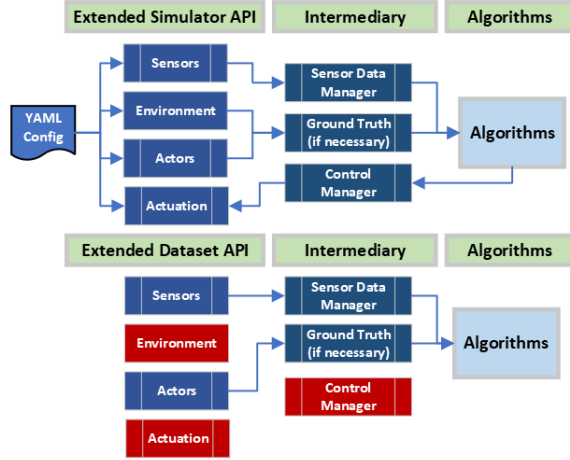 Extended Simulator API
Intermediary
Algorithms
YAML
Config
Sensors
Environment
Actors
Actuation
Sensor Data
Manager
Ground Truth
(if necessary)
Control
Manager
Algorithms
Extended Dataset API
Intermediary
Algorithms
Sensors
Environment
Actors
Actuation
Sensor Data
Manager
Ground Truth
(if necessary)
Control
Manager
Algorithms